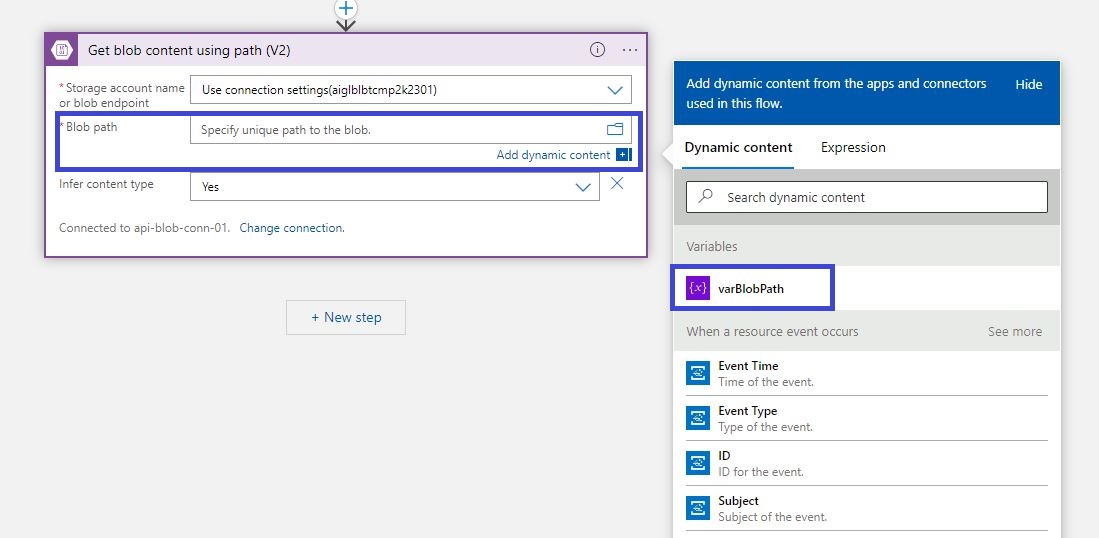 Get blob content using path (V2)
* Storage account name
or blob endpoint
Use connection settings(aiglblbtcmp2k2301)
* Blob path
Specify unique path to the blob.
Add dynamic content
Infer content type
Yes
Connected to api-blob-conn-01. Change connection.
+ New step
Add dynamic content from the apps and connectors
used in this flow.
Hide
Dynamic content
Expression
Search dynamic content
Variables
{x} varBlobPath
When a resource event occurs
See more
Event Time
Time of the event.
Event Type
Type of the event.
ID
ID for the event.
Subject
Subject of the event.